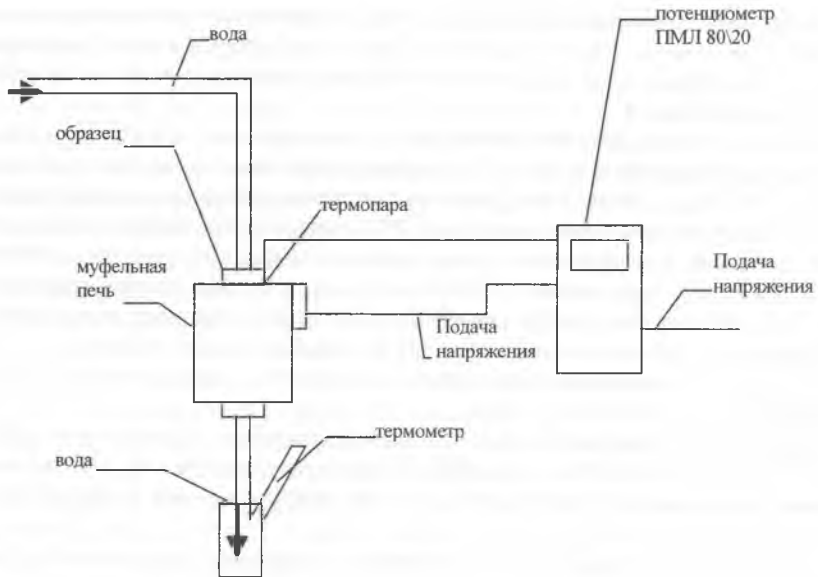 потенциометр
ПМЛ 80\20
вода
образец
термопара
муфельная
печь
Подача
напряжения
Подача
напряжения
термометр
вода